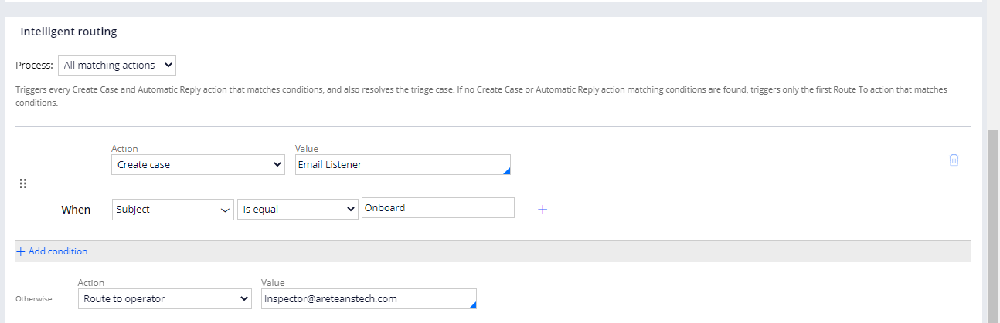 Intelligent routing
Process: All matching actions
Triggers every Create Case and Automatic Reply action that matches conditions, and also resolves the triage case. If no Create Case or Automatic Reply action matching conditions are found, triggers only the first Route To action that matches
conditions.
Action Value
Create case Email Listener
When Subject Is equal Onboard
+ Add condition
Action Value
Otherwise Route to operator Inspector@areteanstech.com